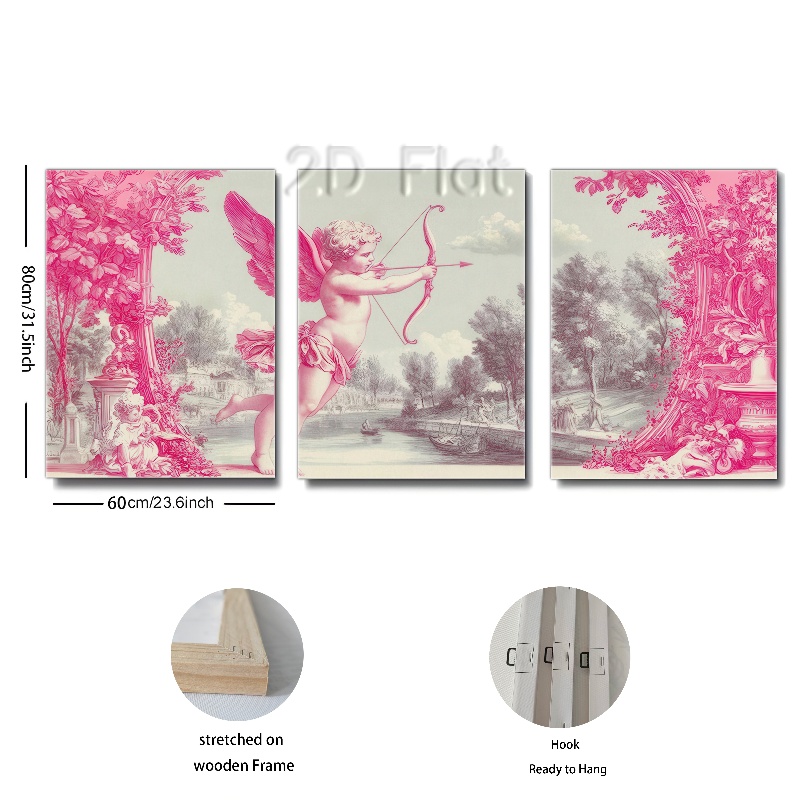 2D Flat
80cm/31.5inch
60cm/23.6inch
stretched on
wooden Frame
Hook
Ready to Hang